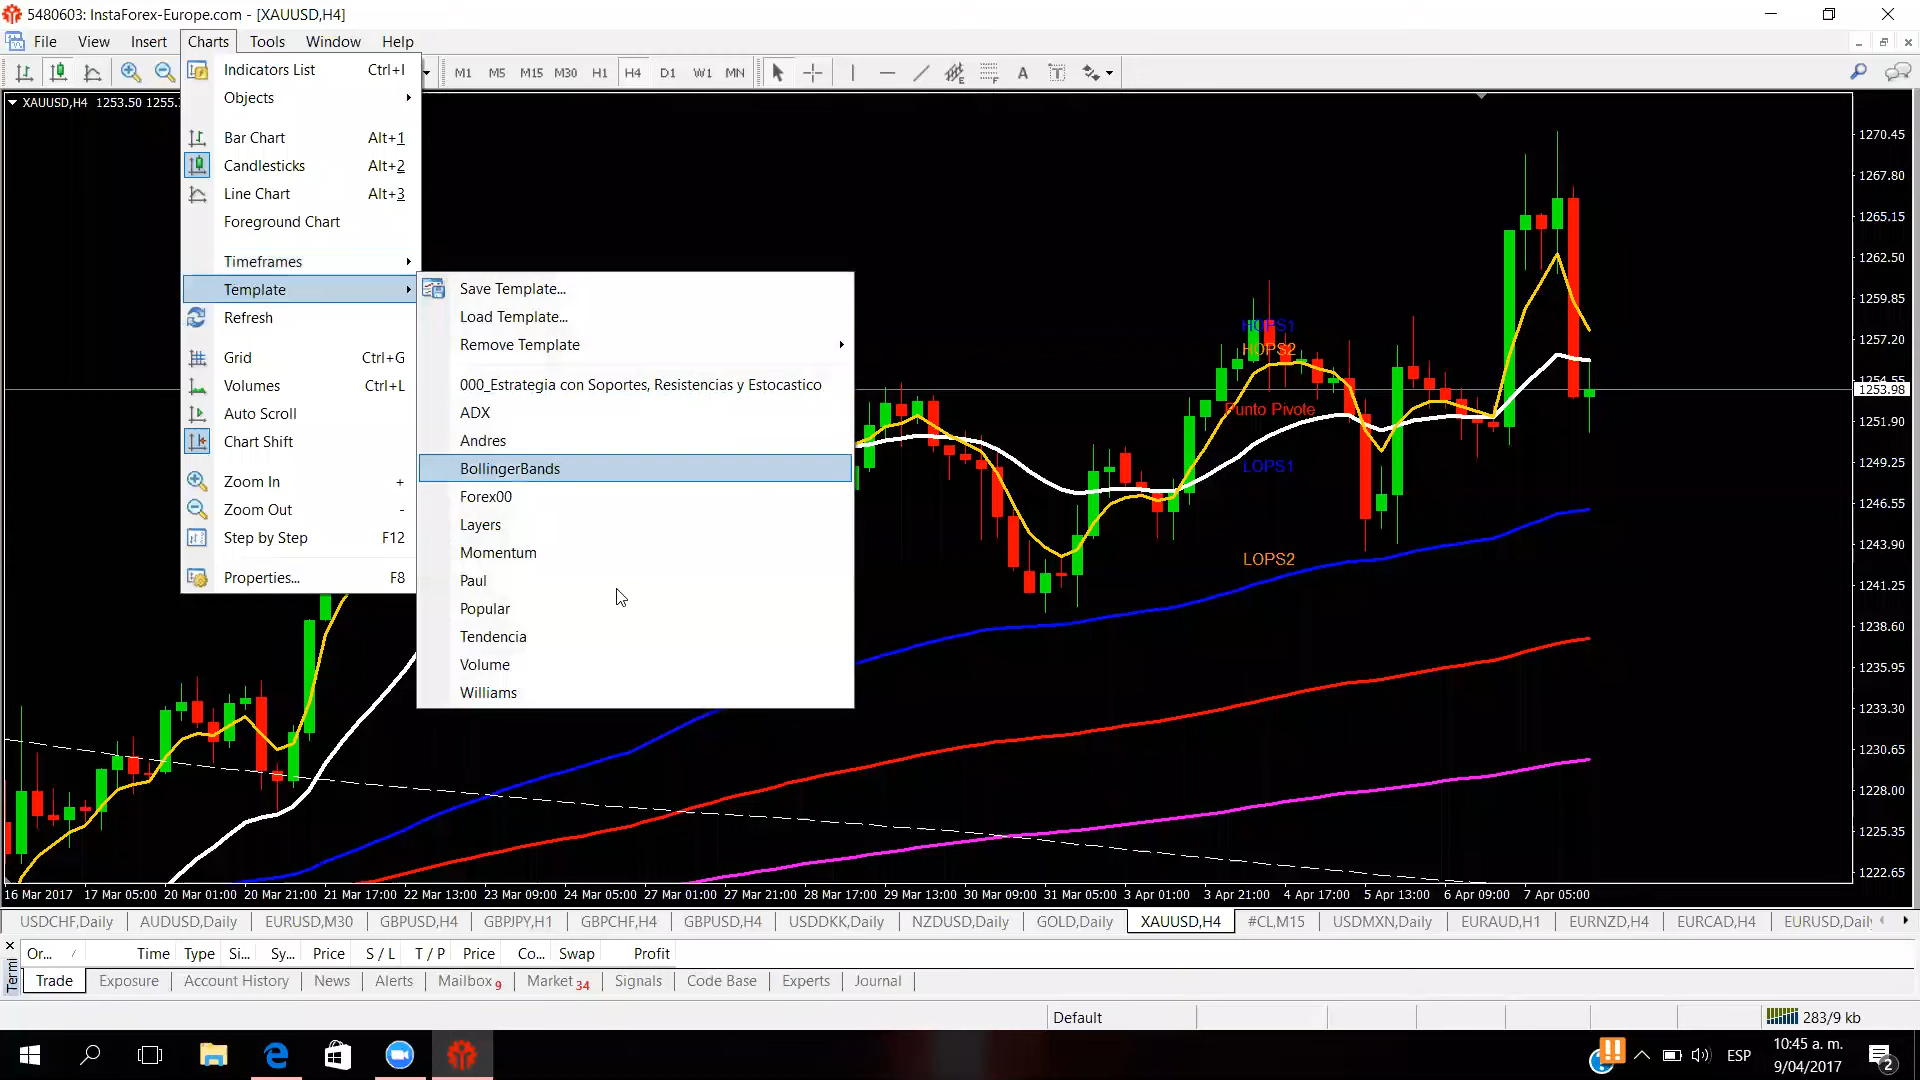 5480603: InstaForex-Europe.com - [XAUUSD,H4]
File View Insert Charts Tools Window Help
M1 M5 M15 M30 H1 H4 D1 W1 MN
XAUUSD,H4 1253.50 1255.
Indicators List Ctrl+I
Objects
Bar Chart Alt+1
Candlesticks Alt+2
Line Chart Alt+3
Foreground Chart
Timeframes
Template
Refresh
Grid Ctrl+G
Volumes Ctrl+L
Auto Scroll
Chart Shift
Zoom In +
Zoom Out -
Step by Step F12
Properties... F8
Save Template...
Load Template...
Remove Template
000_Estrategia con Soportes, Resistencias y Estocastico
ADX
Andres
BollingerBands
Forex00
Layers
Momentum
Paul
Popular
Tendencia
Volume
Williams
HOPS1
HOPS2
Punto Pivote
LOPS1
LOPS2
1270.45
1267.80
1265.15
1262.50
1259.85
1257.20
1254.55
1253.98
1251.90
1249.25
1246.55
1243.90
1241.25
1238.60
1235.95
1233.30
1230.65
1228.00
1225.35
1222.65
16 Mar 2017 17 Mar 05:00 20 Mar 01:00 20 Mar 21:00 21 Mar 17:00 22 Mar 13:00 23 Mar 09:00 24 Mar 05:00 27 Mar 01:00 27 Mar 21:00 28 Mar 17:00 29 Mar 13:00 30 Mar 09:00 31 Mar 05:00 3 Apr 01:00 3 Apr 21:00 4 Apr 17:00 5 Apr 13:00 6 Apr 09:00 7 Apr 05:00
USDCHF,Daily AUDUSD,Daily EURUSD,M30 GBPUSD,H4 GBPJPY,H1 GBPCHF,H4 GBPUSD,H4 USDDKK,Daily NZDUSD,Daily GOLD,Daily XAUUSD,H4 #CL,M15 USDMXN,Daily EURAUD,H1 EURNZD,H4 EURCAD,H4 EURUSD,Daily
Or... / Time Type Si... Sy... Price S / L T / P Price Co... Swap Profit
Termi
Trade Exposure Account History News Alerts Mailbox 9 Market 34 Signals Code Base Experts Journal
Default 283/9 kb
ESP 10:45 a. m.
9/04/2017 2